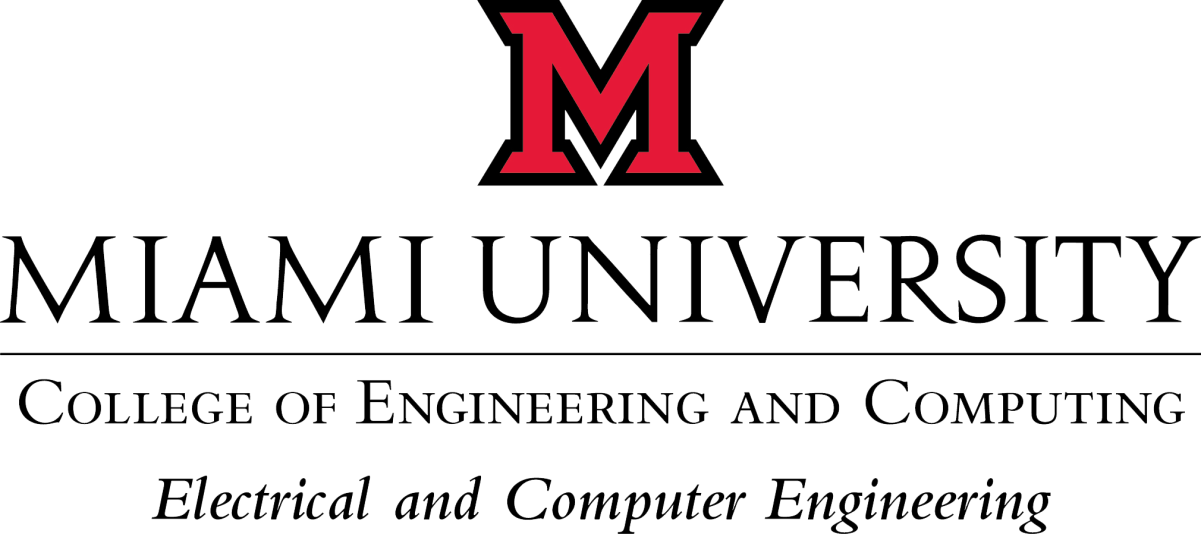 M
MIAMI UNIVERSITY
COLLEGE OF ENGINEERING AND COMPUTING
Electrical and Computer Engineering